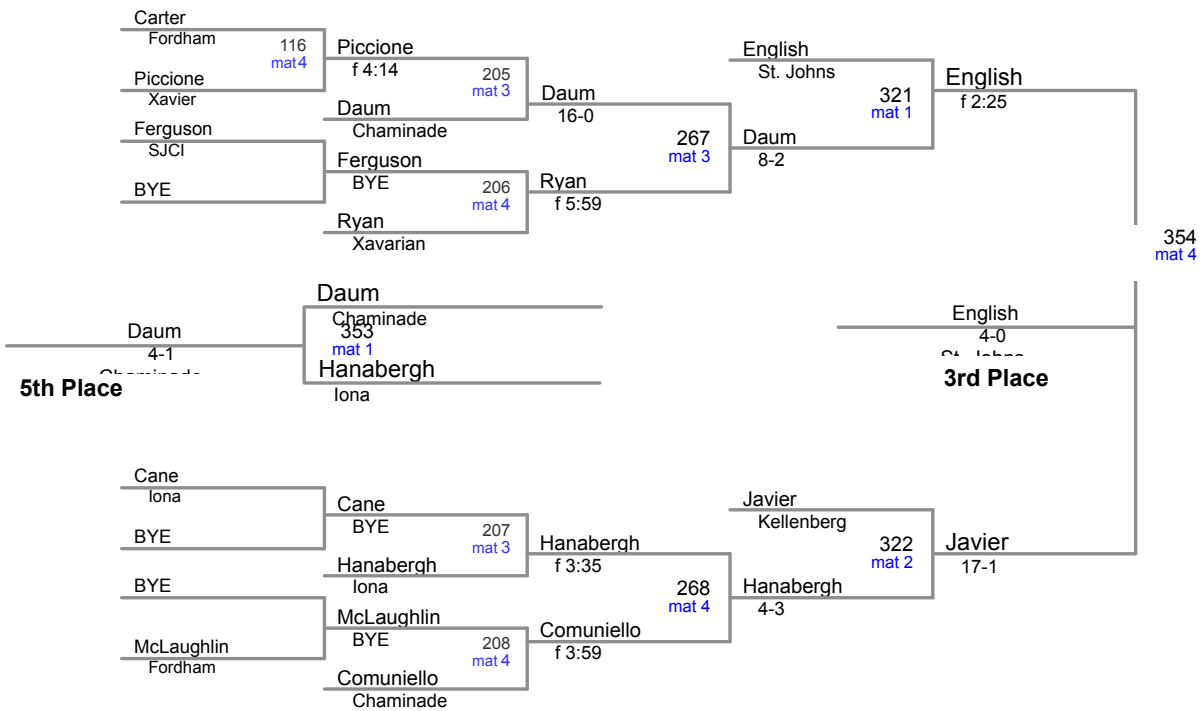 Carter
Fordham
116
mat 4
Piccione
Xavier
Ferguson
SJCI
BYE
Piccione
f 4:14
205
mat 3
Daum
Chaminade
Ferguson
BYE
206
mat 4
Ryan
Xavarian
Daum
16-0
267
mat 3
Ryan
f 5:59
English
St. Johns
321
mat 1
Daum
8-2
English
f 2:25
354
mat 4
Daum
Chaminade
353
mat 1
Hanabergh
Iona
Daum
4-1
Chaminade
5th Place
English
4-0
St. Johns
3rd Place
Cane
Iona
BYE
BYE
McLaughlin
Fordham
Cane
BYE
207
mat 3
Hanabergh
Iona
McLaughlin
BYE
208
mat 4
Comuniello
Chaminade
Hanabergh
f 3:35
268
mat 4
Comuniello
f 3:59
Javier
Kellenberg
322
mat 2
Hanabergh
4-3
Javier
17-1